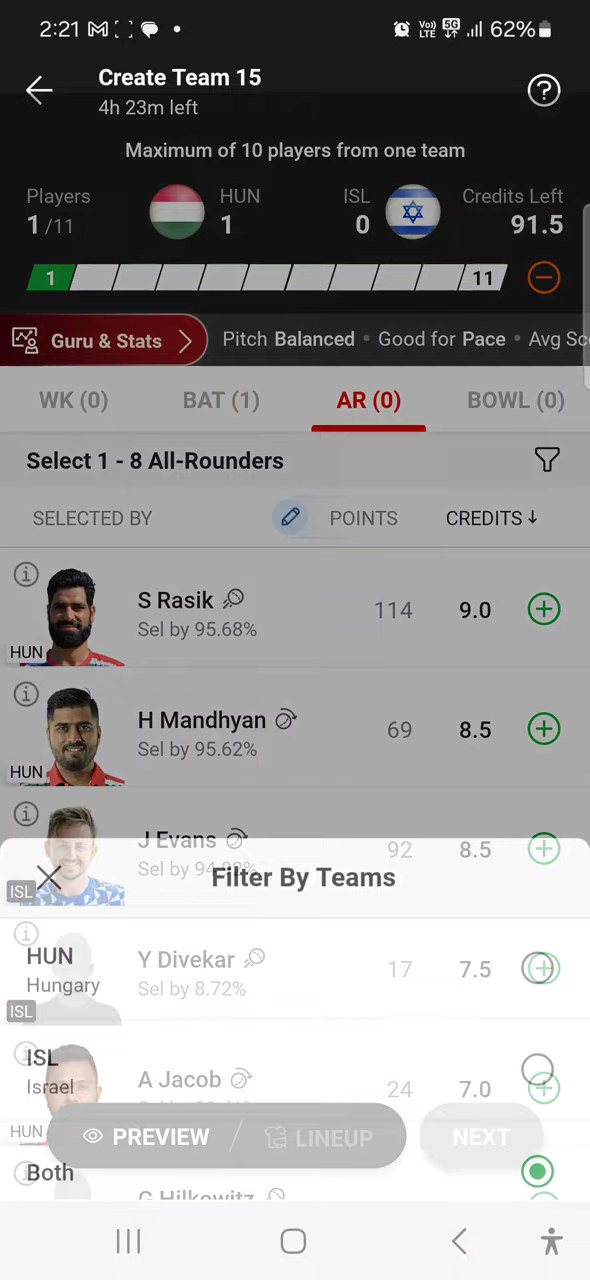 2:21
Vo)) LTE 5G 62%
Create Team 15
4h 23m left
Maximum of 10 players from one team
Players HUN ISL Credits Left
1 /11 1 0 91.5
1 11
Guru & Stats Pitch Balanced • Good for Pace • Avg Sc
WK (0) BAT (1) AR (0) BOWL (0)
Select 1 - 8 All-Rounders
SELECTED BY POINTS CREDITS ↓
S Rasik 114 9.0
Sel by 95.68%
HUN
H Mandhyan 69 8.5
Sel by 95.62%
HUN
J Evans 92 8.5
ISL
Filter By Teams
HUN
Hungary
Y Divekar 17 7.5
Sel by 8.72%
ISL
ISL
Israel
A Jacob 24 7.0
HUN
PREVIEW / LINEUP NEXT
Both
G Hilkowitz